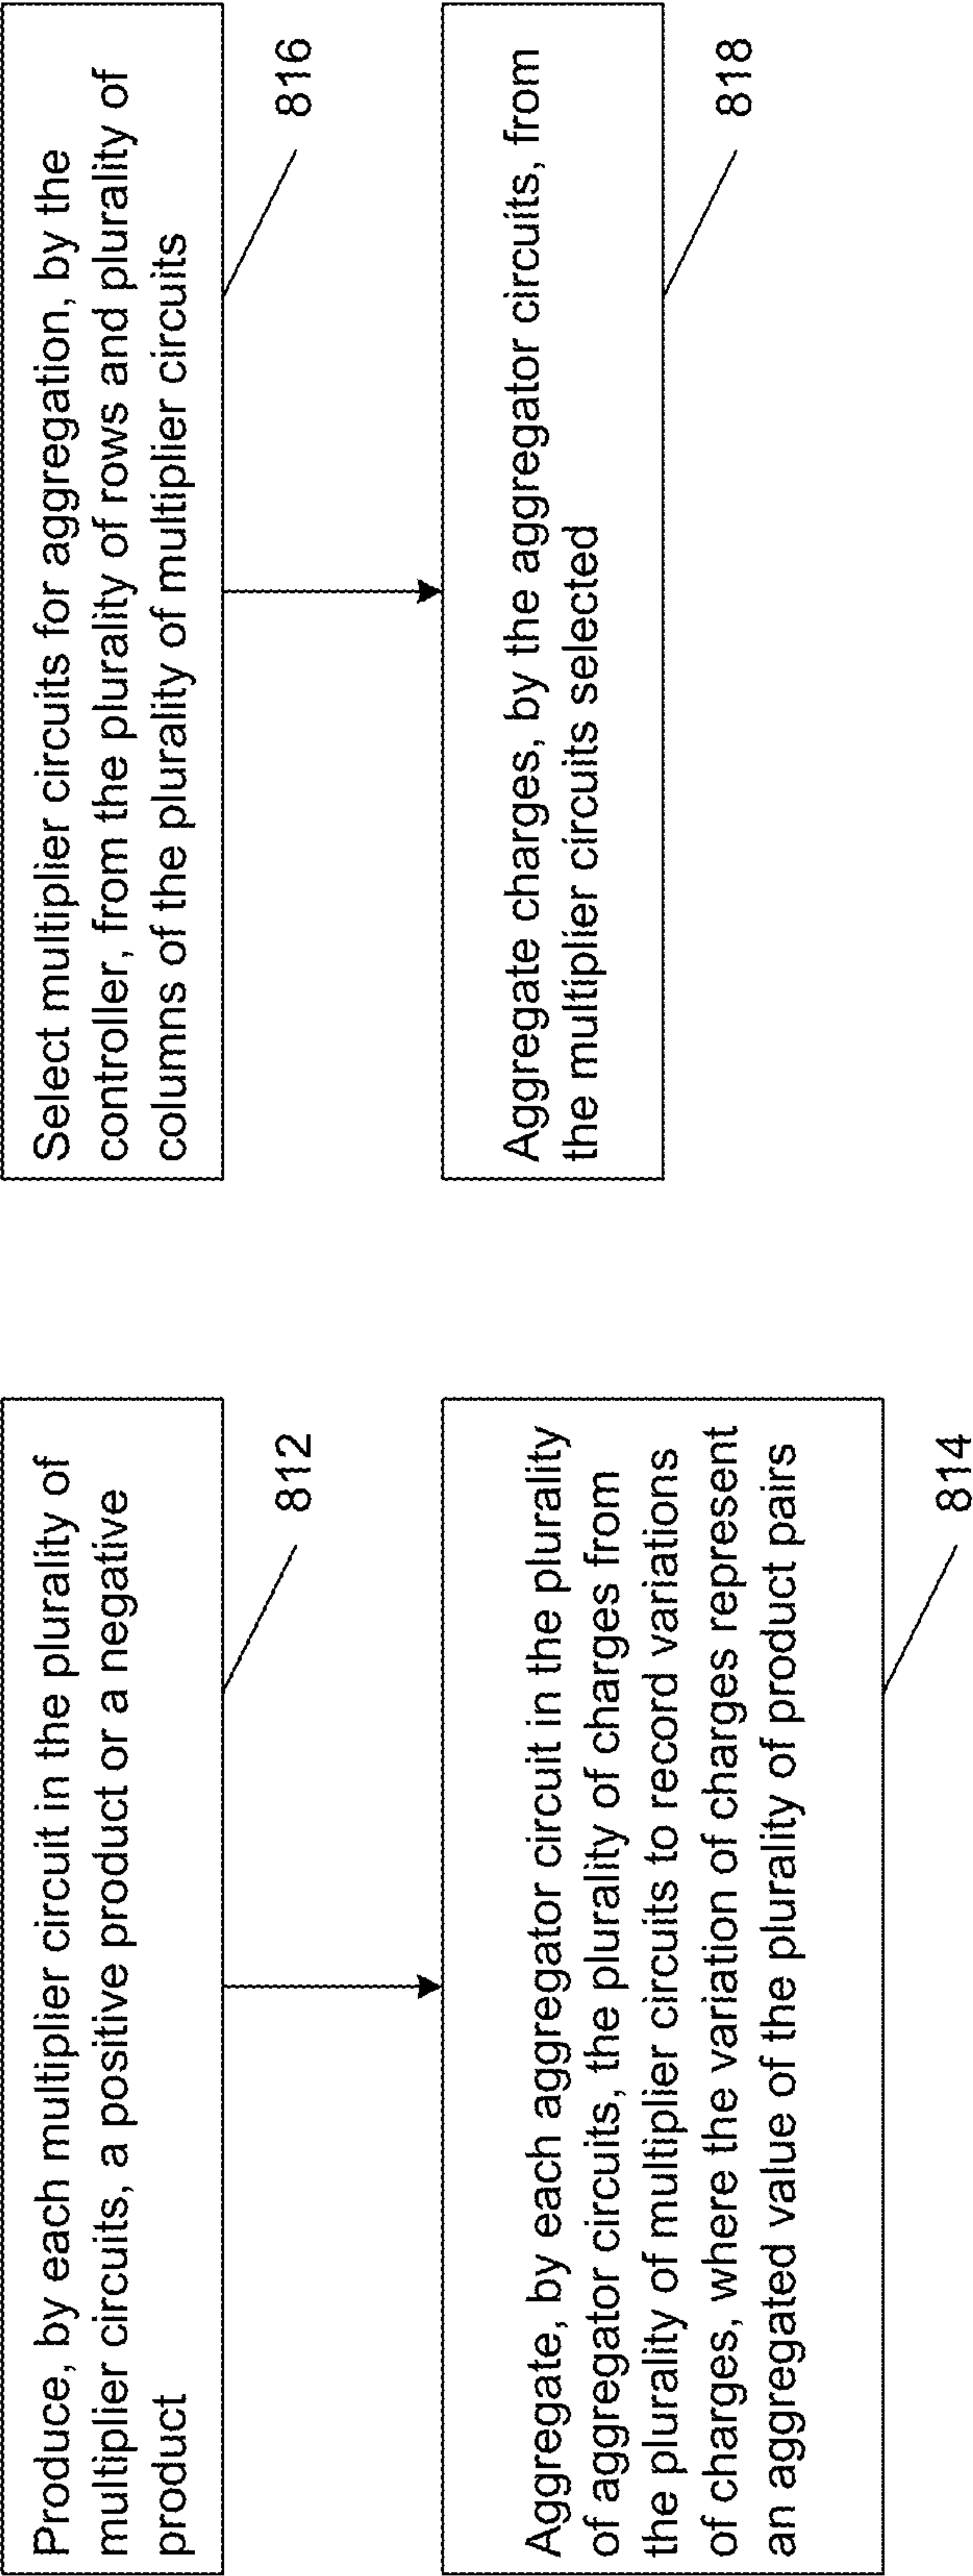 Produce, by each multiplier circuit in the plurality of
multiplier circuits, a positive product or a negative
product
812
Aggregate, by each aggregator circuit in the plurality
of aggregator circuits, the plurality of charges from
the plurality of multiplier circuits to record variations
of charges, where the variation of charges represent
an aggregated value of the plurality of product pairs
814
Select multiplier circuits for aggregation, by the
controller, from the plurality of rows and plurality of
columns of the plurality of multiplier circuits
816
Aggregate charges, by the aggregator circuits, from
the multiplier circuits selected
818